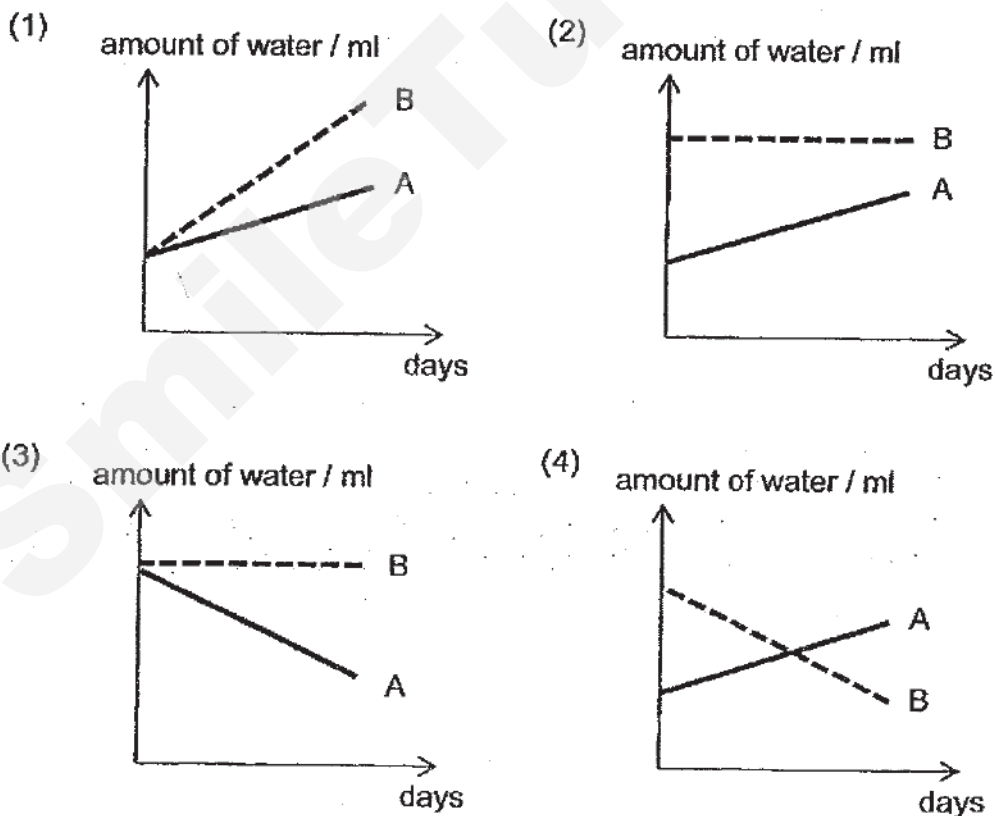 (1)
amount of water / ml
B
A
days
(2)
amount of water / ml
B
A
days
(3)
amount of water / ml
B
A
days
(4)
amount of water / ml
A
B
days
SmileTu